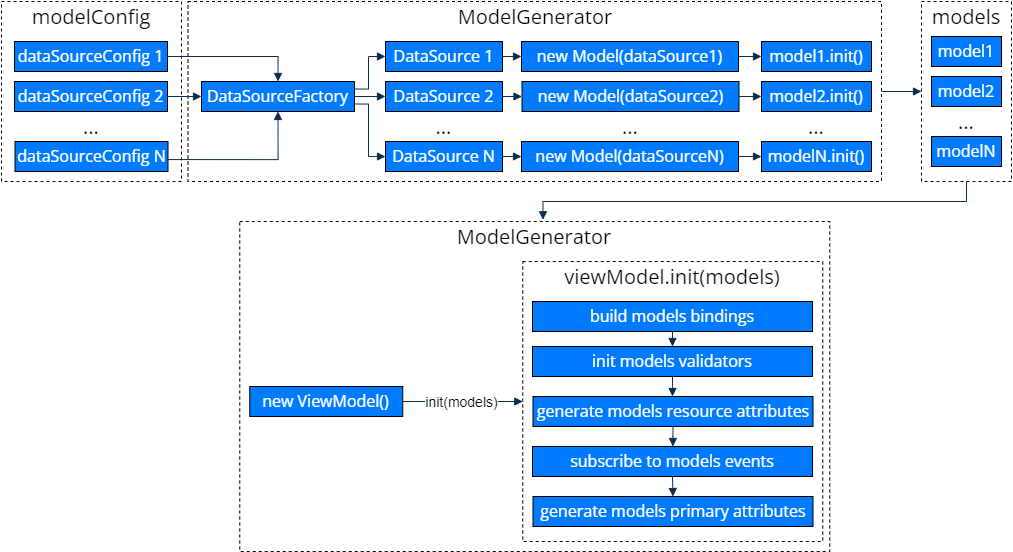 modelConfig
dataSourceConfig 1
dataSourceConfig 2
...
dataSourceConfig N
ModelGenerator
DataSourceFactory
DataSource 1
new Model(dataSource1)
model1.init()
DataSource 2
new Model(dataSource2)
model2.init()
...
...
...
DataSource N
new Model(dataSourceN)
modelN.init()
models
model1
model2
...
modelN
ModelGenerator
new ViewModel()
init(models)
viewModel.init(models)
build models bindings
init models validators
generate models resource attributes
subscribe to models events
generate models primary attributes